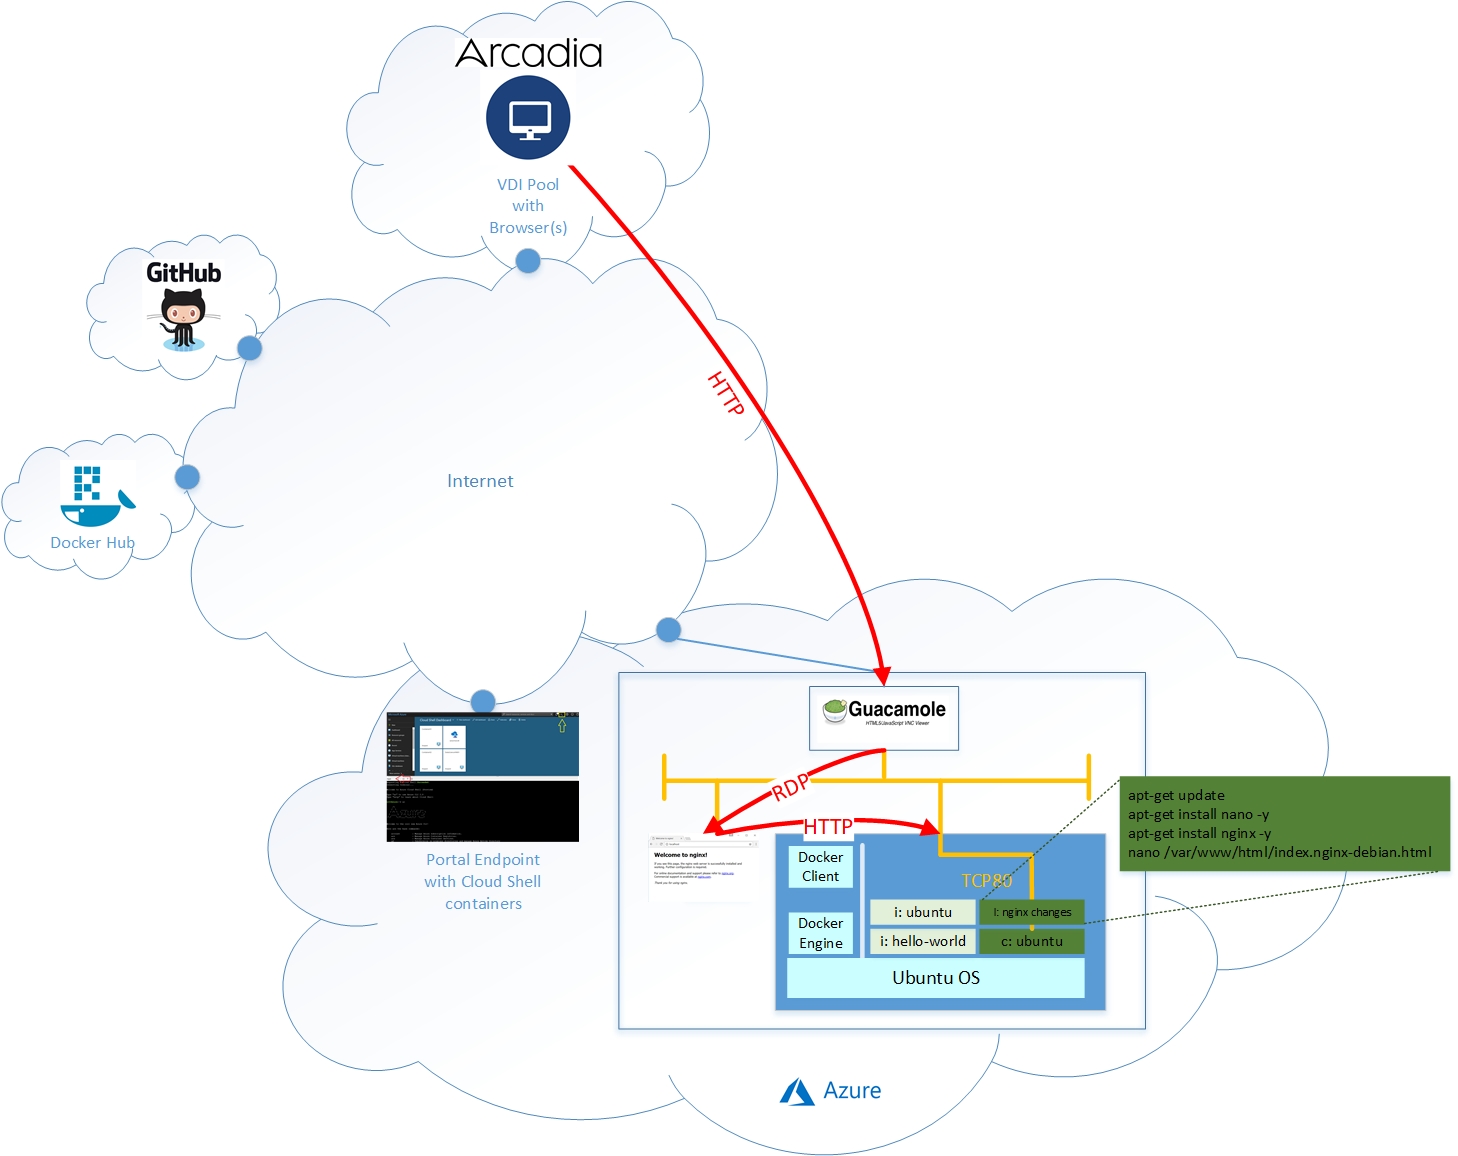 Arcadia
VDI Pool
with
Browser(s)
GitHub
HTTP
Internet
Docker Hub
Guacamole
HTML5/JavaScript VNC Viewer
RDP
HTTP
Portal Endpoint
with Cloud Shell
containers
Welcome to nginx!
Docker
Client
TCP80
i: ubuntu
I: nginx changes
Docker
Engine
i: hello-world
c: ubuntu
Ubuntu OS
apt-get update
apt-get install nano -y
apt-get install nginx -y
nano /var/www/html/index.nginx-debian.html
Azure